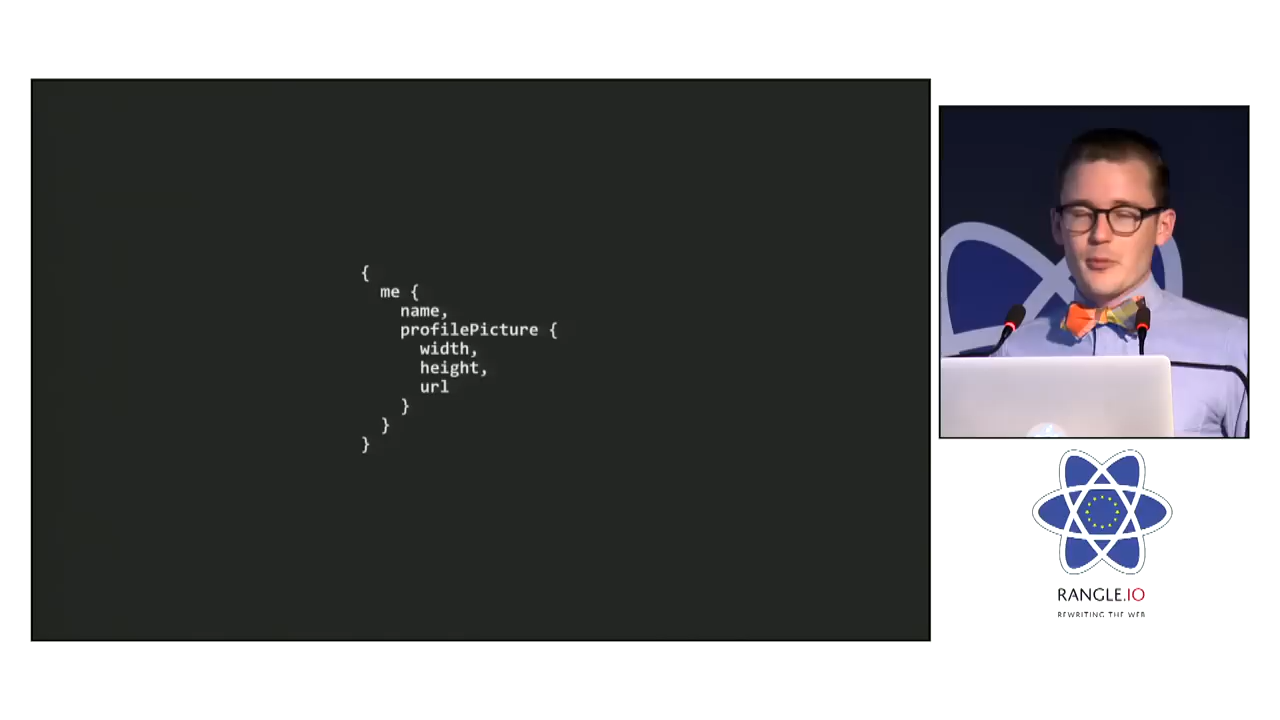 {
me {
name,
profilePicture {
width,
height,
url
}
}
}
RANGLE.IO
REWRITING THE WEB